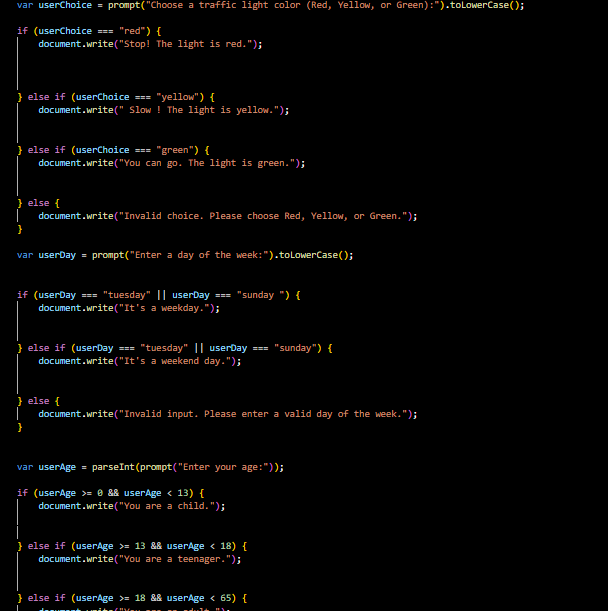 var userChoice = prompt("Choose a traffic light color (Red, Yellow, or Green):").toLowerCase();
if (userChoice === "red") {
document.write("Stop! The light is red.");
} else if (userChoice === "yellow") {
document.write(" Slow ! The light is yellow.");
} else if (userChoice === "green") {
document.write("You can go. The light is green.");
} else {
document.write("Invalid choice. Please choose Red, Yellow, or Green.");
}
var userDay = prompt("Enter a day of the week:").toLowerCase();
if (userDay === "tuesday" || userDay === "sunday ") {
document.write("It's a weekday.");
} else if (userDay === "tuesday" || userDay === "sunday") {
document.write("It's a weekend day.");
} else {
document.write("Invalid input. Please enter a valid day of the week.");
}
var userAge = parseInt(prompt("Enter your age:"));
if (userAge >= 0 && userAge < 13) {
document.write("You are a child.");
} else if (userAge >= 13 && userAge < 18) {
document.write("You are a teenager.");
} else if (userAge >= 18 && userAge < 65) {
document.write("You are an adult.");